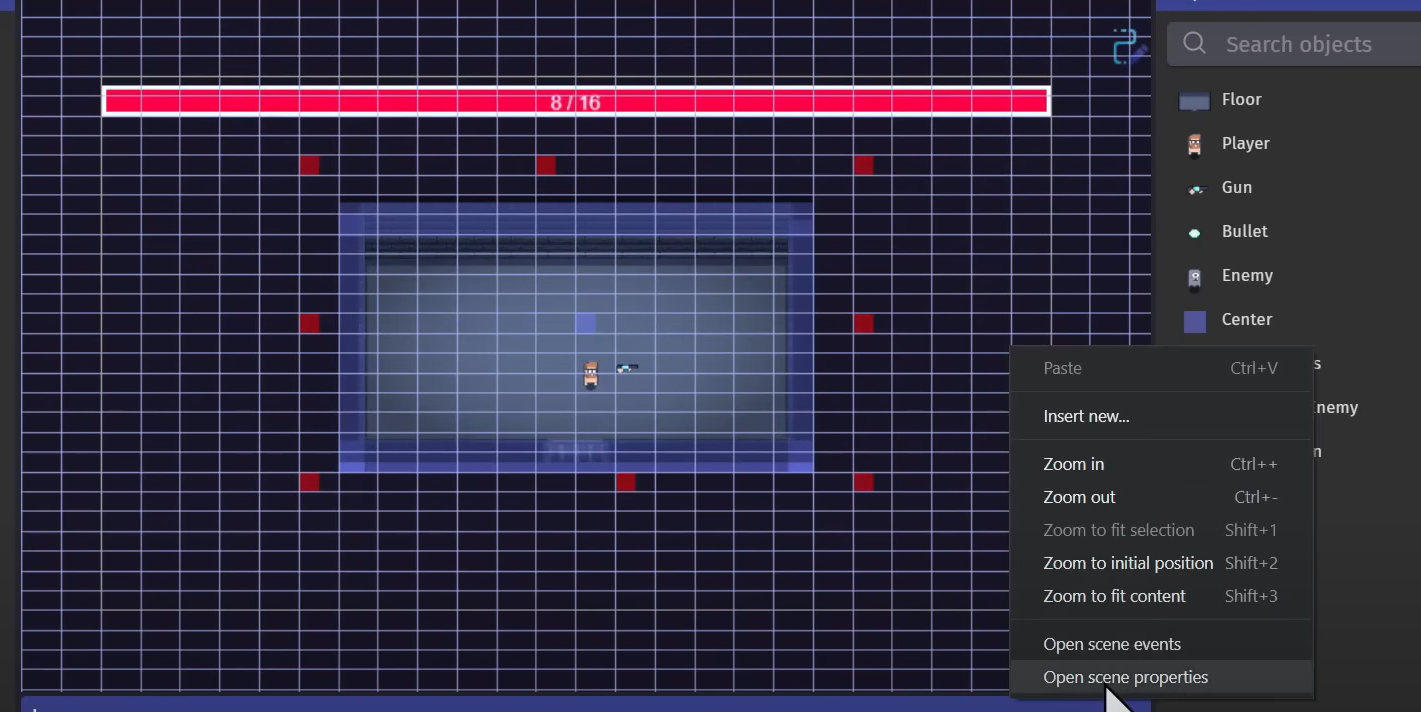 Search objects
8 / 16
Floor
Player
Gun
Bullet
Enemy
Center
Paste Ctrl+V
Insert new...
Zoom in Ctrl++
Zoom out Ctrl+-
Zoom to fit selection Shift+1
Zoom to initial position Shift+2
Zoom to fit content Shift+3
Open scene events
Open scene properties